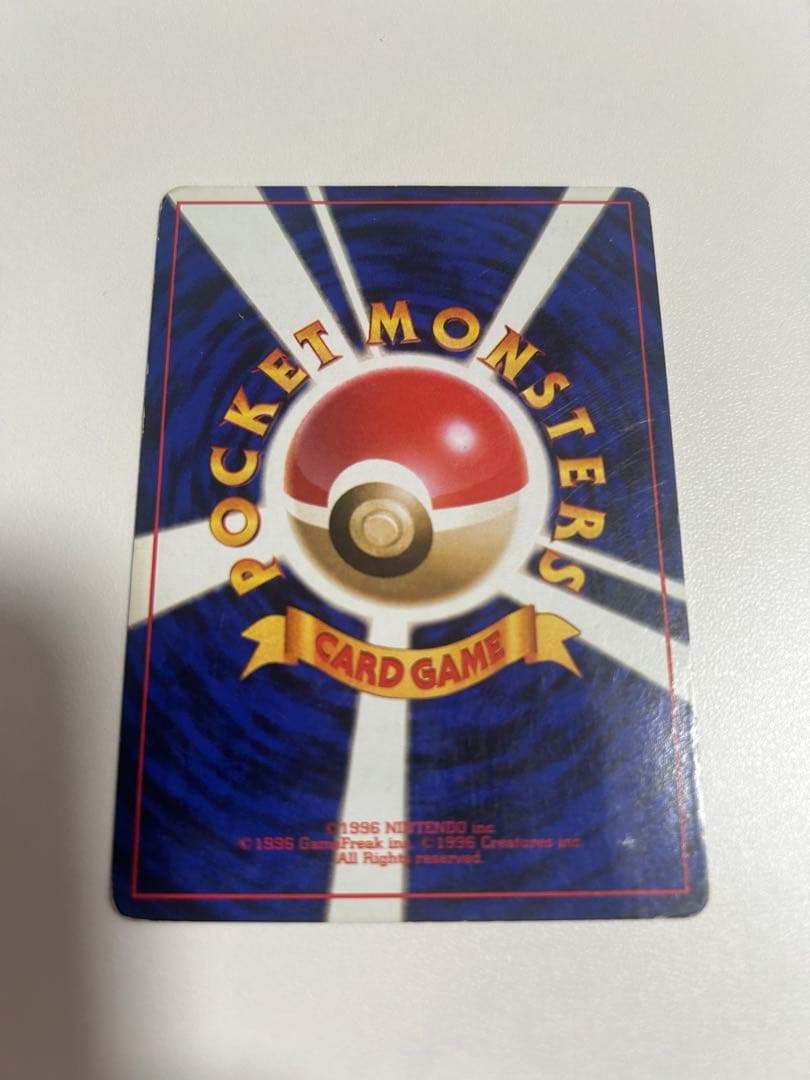 POCKET MONSTERS
CARD GAME
©1996 NINTENDO inc
©1996 GameFreak inc. ©1996 Creatures inc
All Rights reserved.